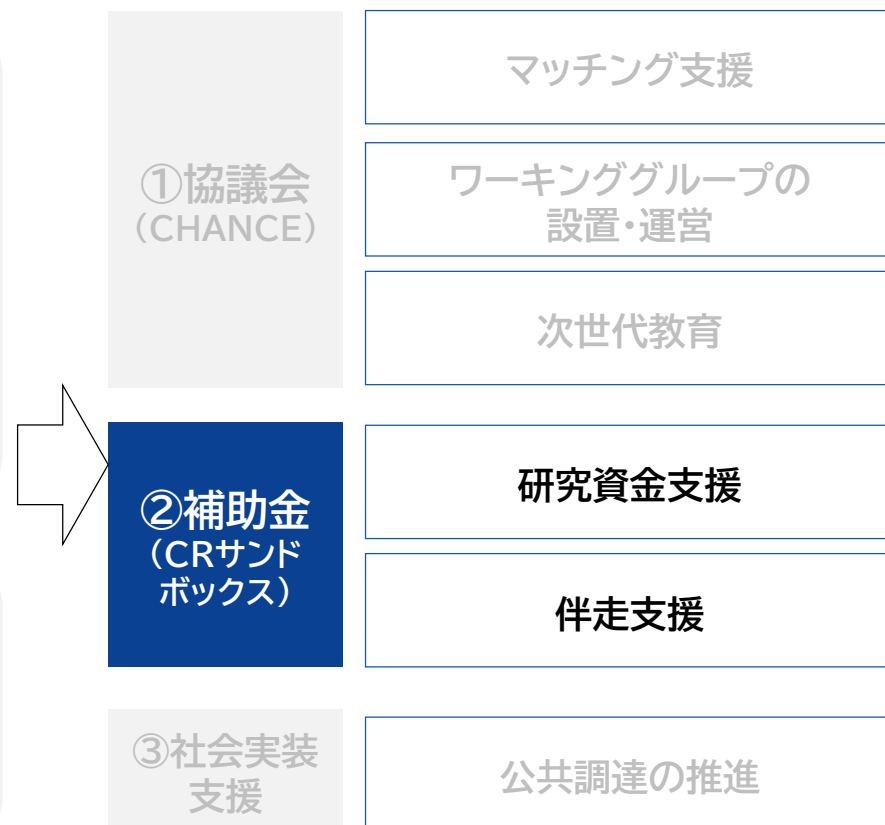 ①協議会
(CHANCE)
マッチング支援
ワーキンググループの
設置・運営
次世代教育
②補助金
(CRサンド
ボックス)
研究資金支援
伴走支援
③社会実装
支援
公共調達の推進